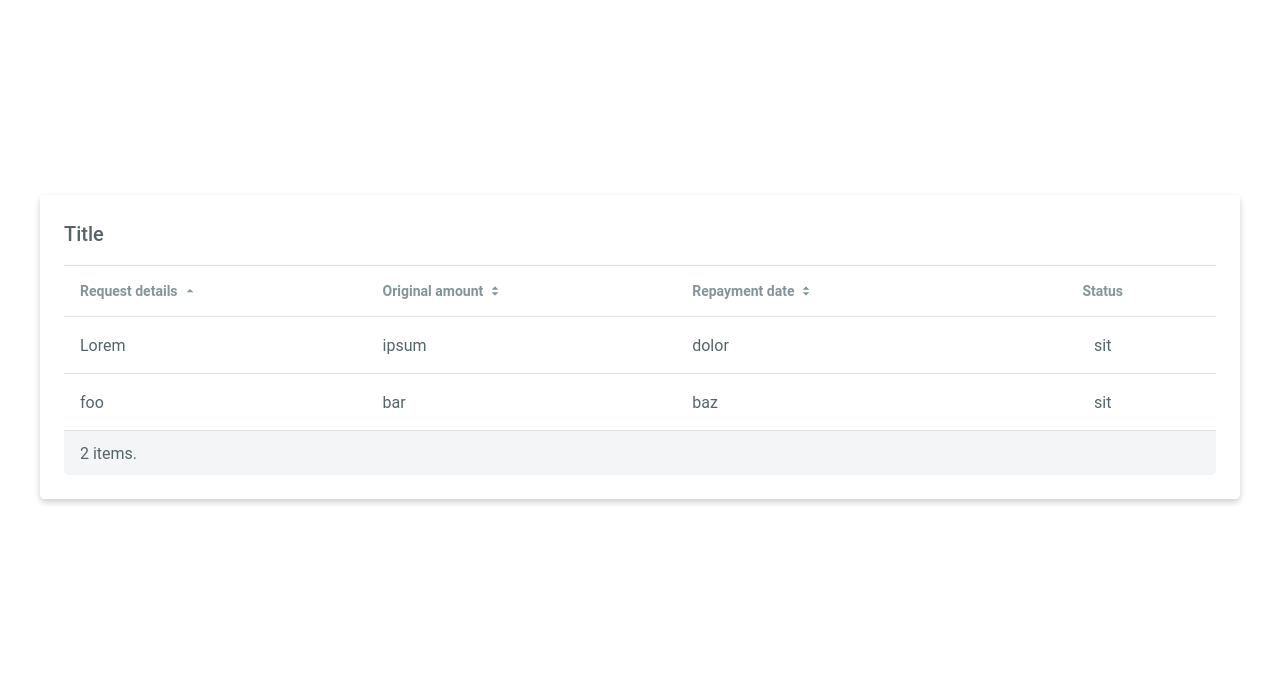 Title
Request details Original amount Repayment date Status
Lorem ipsum dolor sit
foo bar baz sit
2 items.